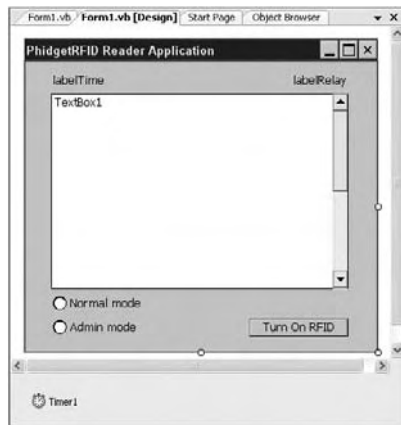 Form1.vb Form1.vb [Design] Start Page Object Browser
PhidgetRFID Reader Application
labelTime labelRelay
TextBox1
Normal mode
Admin mode Turn On RFID
Timer1